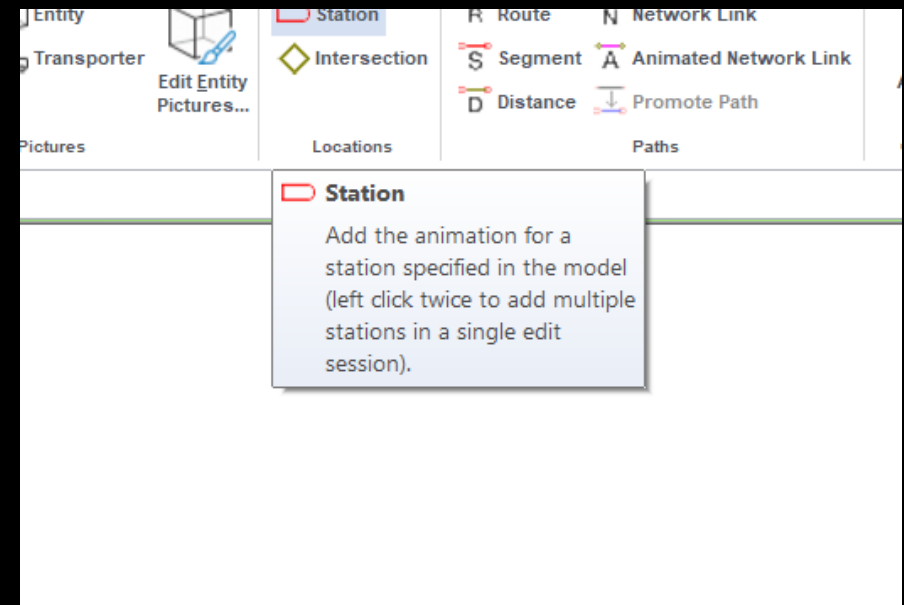 Entity
Station
R Route
N Network Link
Transporter
Intersection
S Segment
A Animated Network Link
Edit Entity
Pictures...
D Distance
Promote Path
Pictures
Locations
Paths
Station
Add the animation for a
station specified in the model
(left click twice to add multiple
stations in a single edit
session).